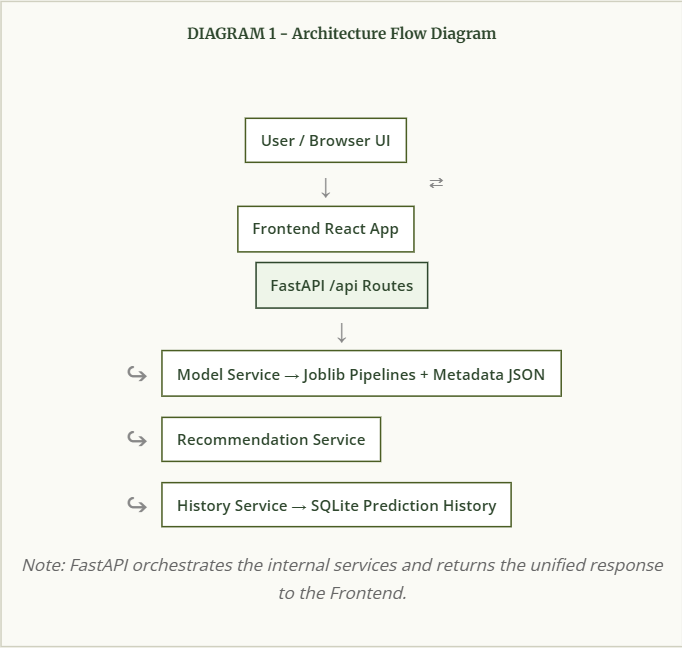 DIAGRAM 1 - Architecture Flow Diagram
User / Browser UI
↓ ⇄
Frontend React App
FastAPI /api Routes
↓
↪ Model Service → Joblib Pipelines + Metadata JSON
↪ Recommendation Service
↪ History Service → SQLite Prediction History
Note: FastAPI orchestrates the internal services and returns the unified response
to the Frontend.